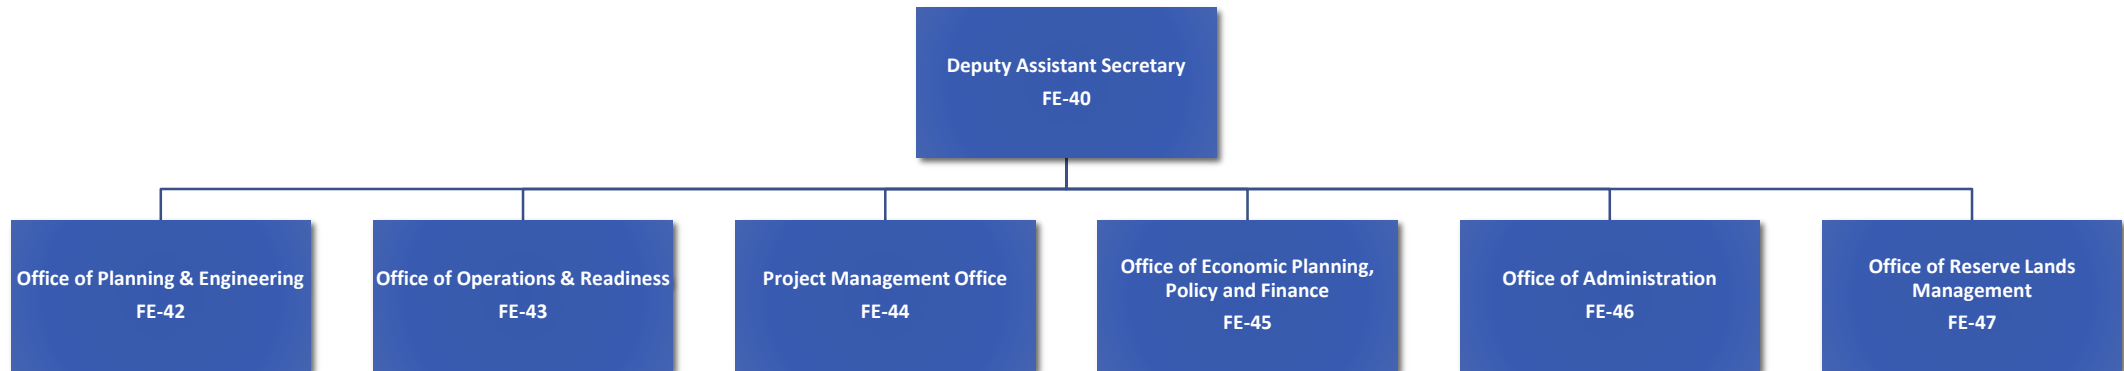 Deputy Assistant Secretary
FE-40
Office of Planning & Engineering
FE-42
Office of Operations & Readiness
FE-43
Project Management Office
FE-44
Office of Economic Planning,
Policy and Finance
FE-45
Office of Administration
FE-46
Office of Reserve Lands
Management
FE-47